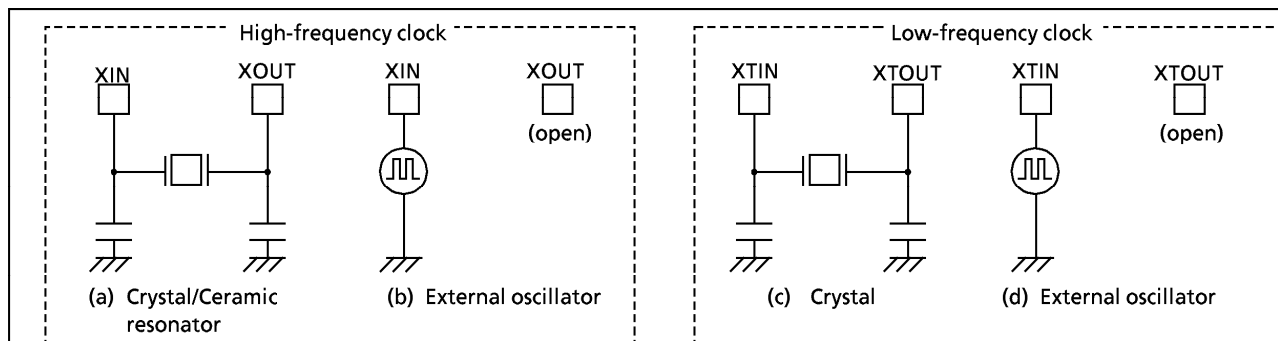 High-frequency clock
Low-frequency clock
XIN XOUT XIN XOUT
XTIN XTOUT XTIN XTOUT
(open)
(open)
(a) Crystal/Ceramic
resonator
(b) External oscillator
(c) Crystal
(d) External oscillator